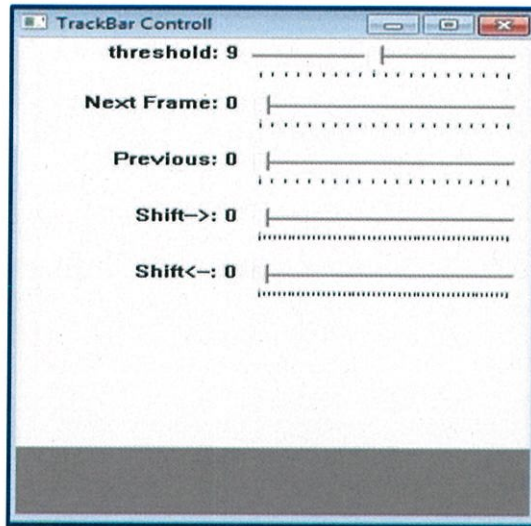 TrackBar Controll
threshold: 9
Next Frame: 0
Previous: 0
Shift->: 0
Shift<-: 0